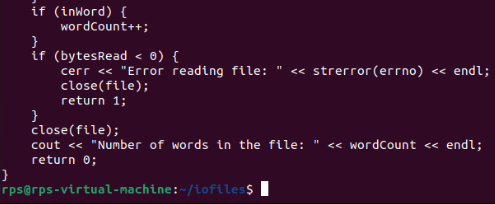 if (inWord) {
        wordCount++;
    }
    if (bytesRead < 0) {
        cerr << "Error reading file: " << strerror(errno) << endl;
        close(file);
        return 1;
    }
    close(file);
    cout << "Number of words in the file: " << wordCount << endl;
    return 0;
}
rps@rps-virtual-machine:~/iofiles$